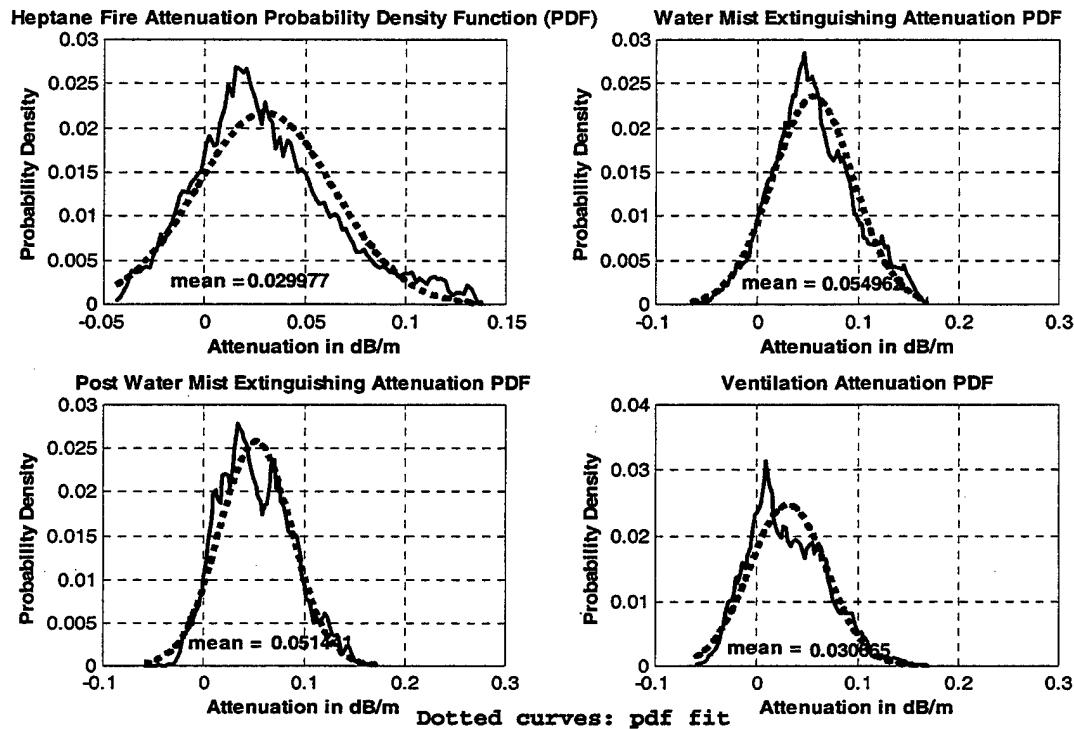 Heptane Fire Attenuation Probability Density Function (PDF)
0.03
0.025
0.02
0.015
0.01
0.005
0
Probability Density
mean = 0.029977
-0.05
0
0.05
0.1
0.15
Attenuation in dB/m
Water Mist Extinguishing Attenuation PDF
0.03
0.025
0.02
0.015
0.01
0.005
0
Probability Density
mean =
-0.1
0
0.1
0.2
0.3
Attenuation in dB/m
Post Water Mist Extinguishing Attenuation PDF
0.03
0.025
0.02
0.015
0.01
0.005
0
Probability Density
mean =
-0.1
0
0.1
0.2
0.3
Attenuation in dB/m
Ventilation Attenuation PDF
0.04
0.03
0.02
0.01
0
Probability Density
mean =
-0.1
0
0.1
0.2
0.3
Attenuation in dB/m
Dotted curves: pdf fit